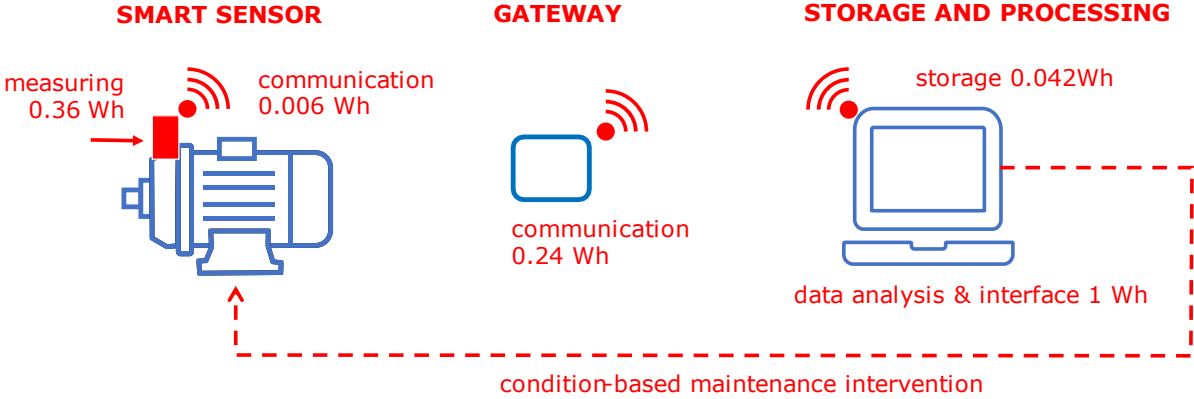 SMART SENSOR
GATEWAY
STORAGE AND PROCESSING
measuring
0.36 Wh
communication
0.006 Wh
storage 0.042Wh
communication
0.24 Wh
data analysis & interface 1 Wh
condition-based maintenance intervention